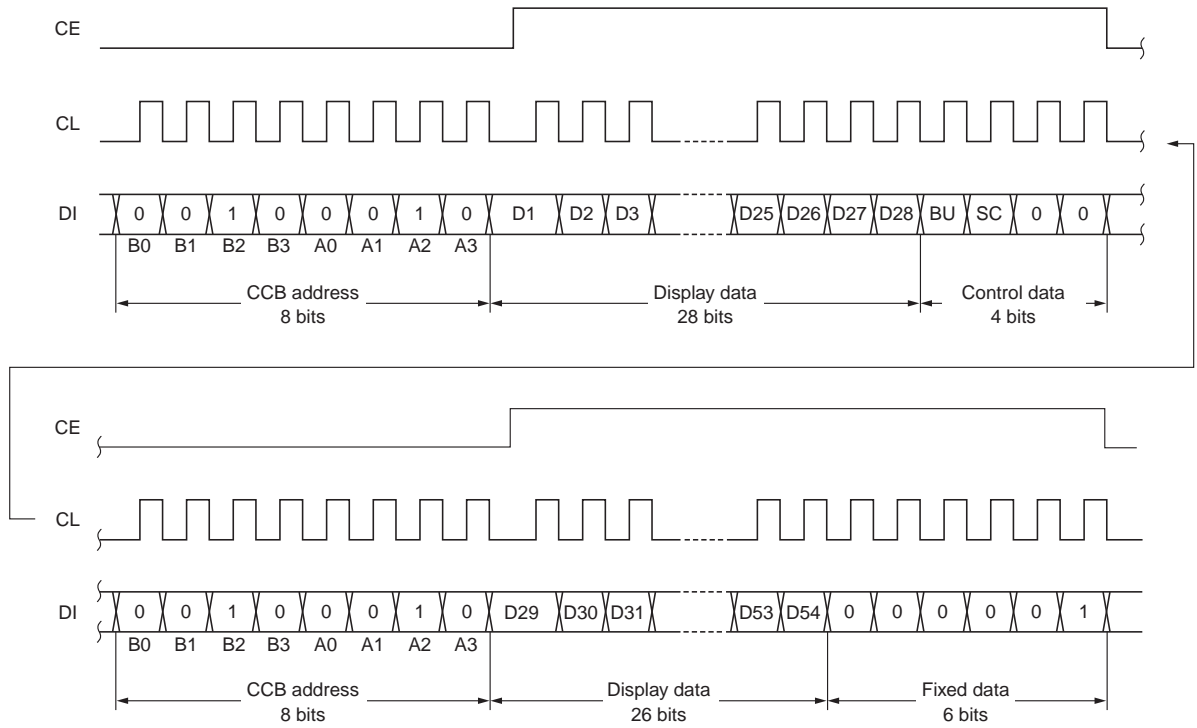 CE
CL
DI 0 0 1 0 0 0 1 0 D1 D2 D3 D25 D26 D27 D28 BU SC 0 0
B0 B1 B2 B3 A0 A1 A2 A3
CCB address Display data Control data
8 bits 28 bits 4 bits
CE
CL
DI 0 0 1 0 0 0 1 0 D29 D30 D31 D53 D54 0 0 0 0 0 1
B0 B1 B2 B3 A0 A1 A2 A3
CCB address Display data Fixed data
8 bits 26 bits 6 bits